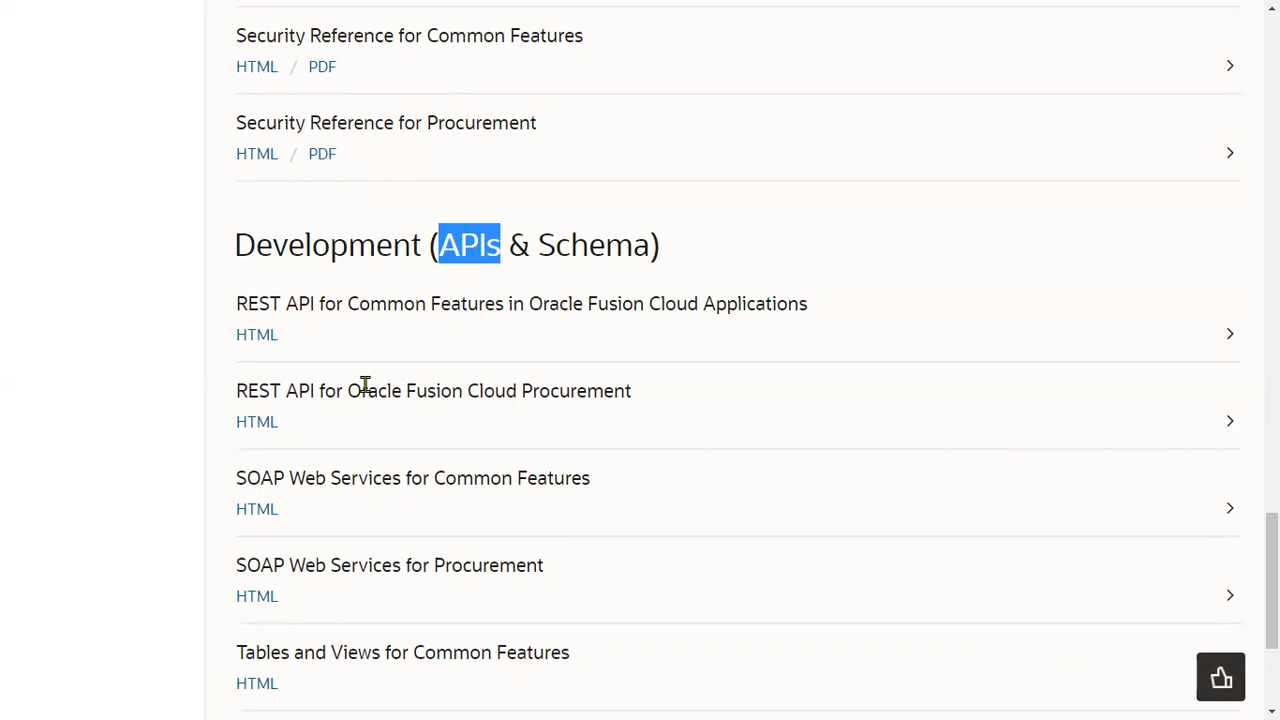 Security Reference for Common Features
HTML / PDF
Security Reference for Procurement
HTML / PDF
Development (APIs & Schema)
REST API for Common Features in Oracle Fusion Cloud Applications
HTML
REST API for Oracle Fusion Cloud Procurement
HTML
SOAP Web Services for Common Features
HTML
SOAP Web Services for Procurement
HTML
Tables and Views for Common Features
HTML